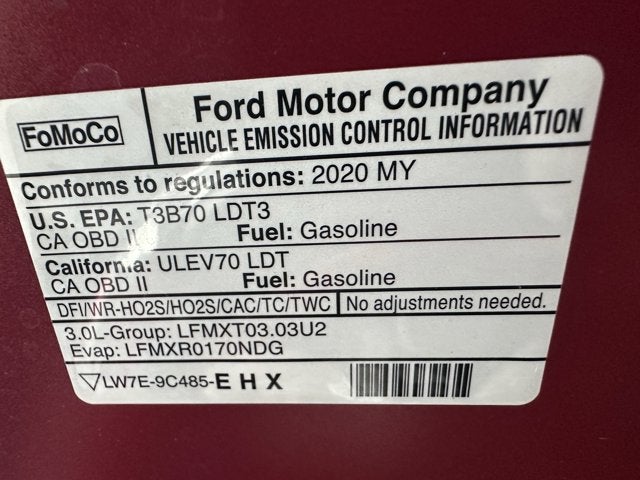 FoMoCo
Ford Motor Company
VEHICLE EMISSION CONTROL INFORMATION
Conforms to regulations: 2020 MY
U.S. EPA: T3B70 LDT3
CA OBD II Fuel: Gasoline
California: ULEV70 LDT
CA OBD II Fuel: Gasoline
DFI/WR-HO2S/HO2S/CAC/TC/TWC No adjustments needed.
3.0L-Group: LFMXT03.03U2
Evap: LFMXR0170NDG
LW7E-9C485-E H X